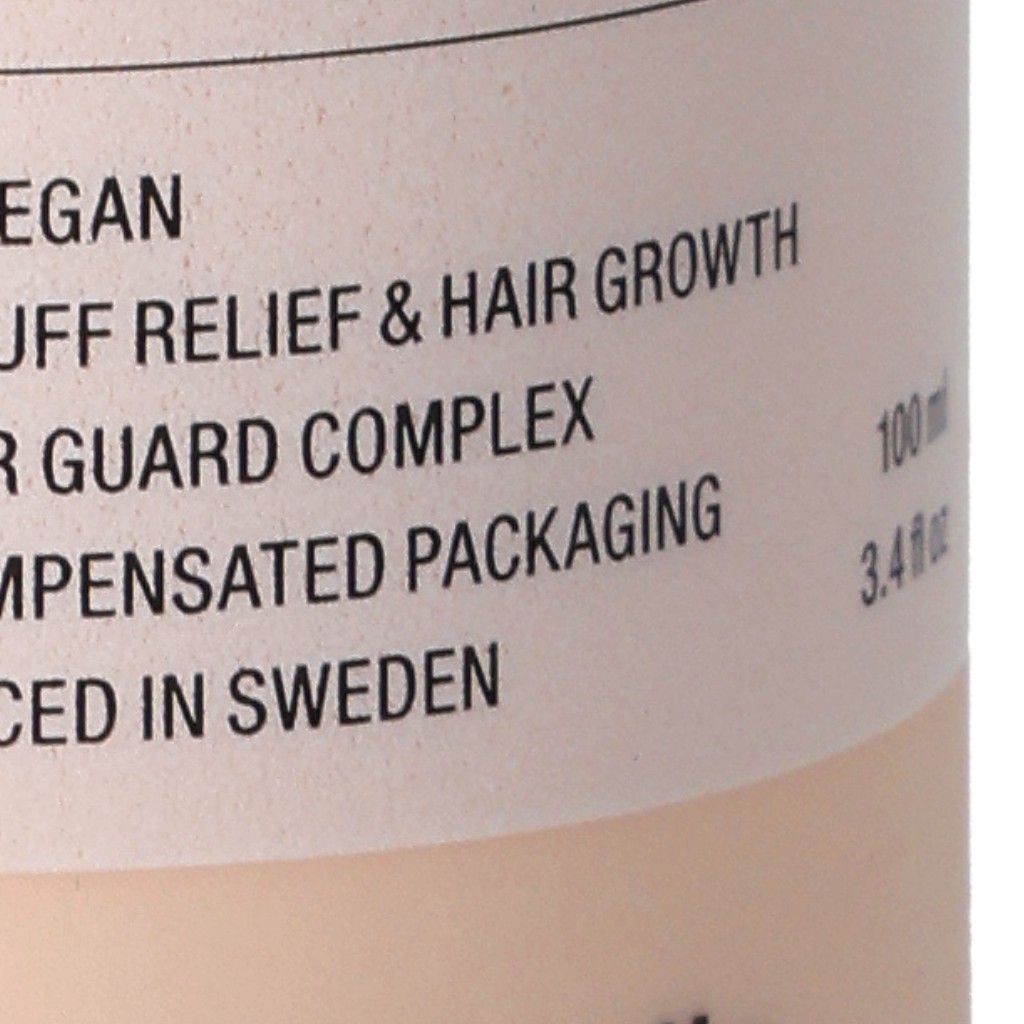 EGAN
UFF RELIEF & HAIR GROWTH
R GUARD COMPLEX
MPENSATED PACKAGING
CED IN SWEDEN
100 ml
3.4 fl oz